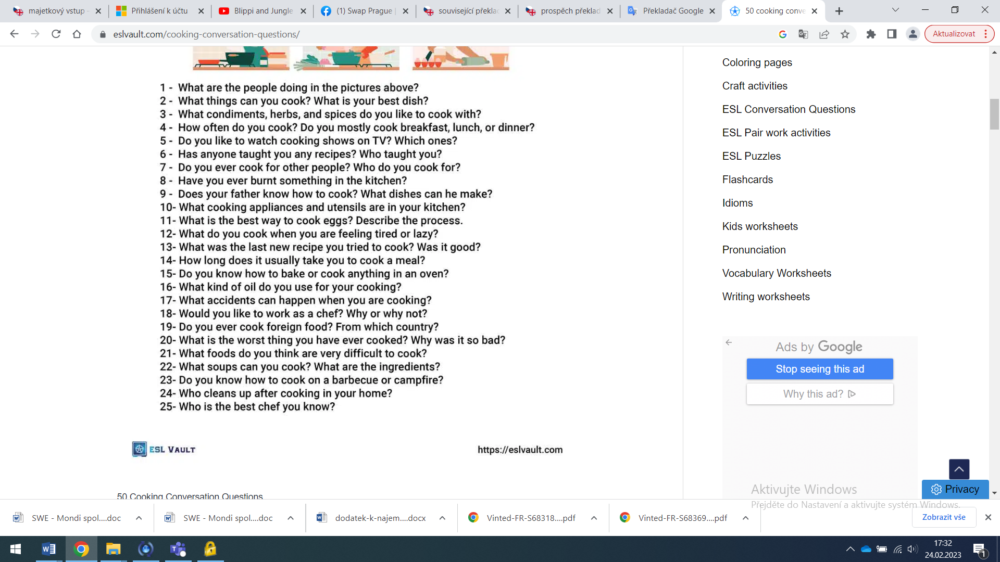 majetkový vstup –
Přihlášení k účtu
Blippi and Jungle
(1) Swap Prague |
související překlad
prospěch překlad
Překladač Google
50 cooking conve
eslvault.com/cooking-conversation-questions/
Aktualizovat
1 - What are the people doing in the pictures above?
2 - What things can you cook? What is your best dish?
3 - What condiments, herbs, and spices do you like to cook with?
4 - How often do you cook? Do you mostly cook breakfast, lunch, or dinner?
5 - Do you like to watch cooking shows on TV? Which ones?
6 - Has anyone taught you any recipes? Who taught you?
7 - Do you ever cook for other people? Who do you cook for?
8 - Have you ever burnt something in the kitchen?
9 - Does your father know how to cook? What dishes can he make?
10- What cooking appliances and utensils are in your kitchen?
11- What is the best way to cook eggs? Describe the process.
12- What do you cook when you are feeling tired or lazy?
13- What was the last new recipe you tried to cook? Was it good?
14- How long does it usually take you to cook a meal?
15- Do you know how to bake or cook anything in an oven?
16- What kind of oil do you use for your cooking?
17- What accidents can happen when you are cooking?
18- Would you like to work as a chef? Why or why not?
19- Do you ever cook foreign food? From which country?
20- What is the worst thing you have ever cooked? Why was it so bad?
21- What foods do you think are very difficult to cook?
22- What soups can you cook? What are the ingredients?
23- Do you know how to cook on a barbecue or campfire?
24- Who cleans up after cooking in your home?
25- Who is the best chef you know?
ESL VAULT
https://eslvault.com
50 Cooking Conversation Questions
Coloring pages
Craft activities
ESL Conversation Questions
ESL Pair work activities
ESL Puzzles
Flashcards
Idioms
Kids worksheets
Pronunciation
Vocabulary Worksheets
Writing worksheets
Ads by Google
Stop seeing this ad
Why this ad?
Aktivujte Windows
Přejděte do Nastavení a aktivujte systém Windows.
Privacy
SWE - Mondi spol....doc
SWE - Mondi spol....doc
dodatek-k-najem....docx
Vinted-FR-S68318....pdf
Vinted-FR-S68369....pdf
Zobrazit vše
17:32
24.02.2023
1